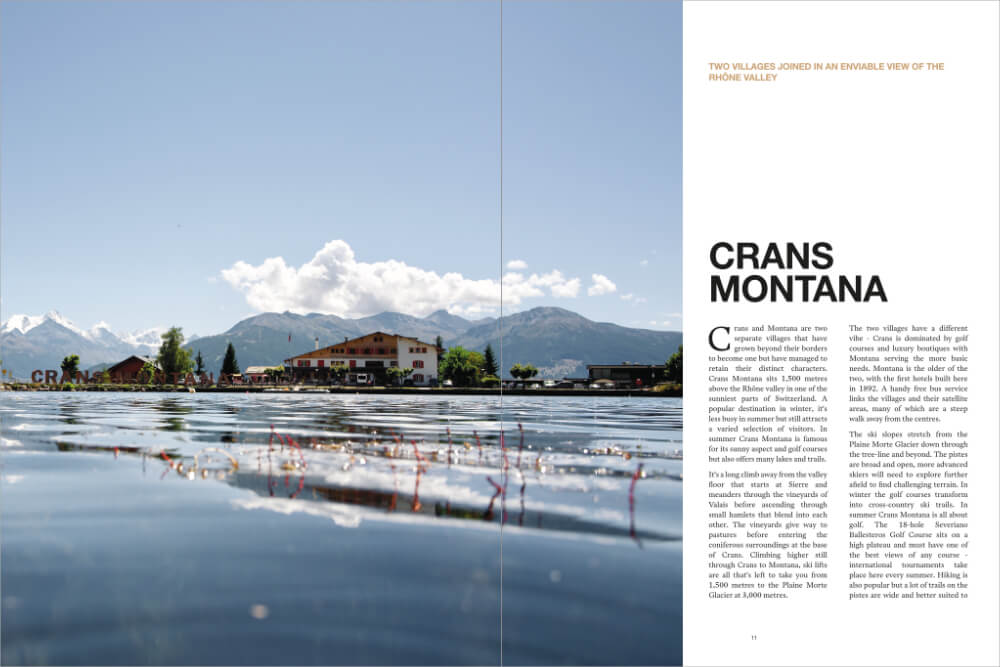 CRANS
TWO VILLAGES JOINED IN AN ENVIABLE VIEW OF THE
RHÔNE VALLEY
CRANS
MONTANA
Crans and Montana are two
separate villages that have
grown beyond their borders
to become one but have managed to
retain their distinct characters.
Crans Montana sits 1,500 metres
above the Rhône valley in one of the
sunniest parts of Switzerland. A
popular destination in winter, it's
less busy in summer but still attracts
a varied selection of visitors. In
summer Crans Montana is famous
for its sunny aspect and golf courses
but also offers many lakes and trails.
It's a long climb away from the valley
floor that starts at Sierre and
meanders through the vineyards of
Valais before ascending through
small hamlets that blend into each
other. The vineyards give way to
pastures before entering the
coniferous surroundings at the base
of Crans. Climbing higher still
through Crans to Montana, ski lifts
are all that's left to take you from
1,500 metres to the Plaine Morte
Glacier at 3,000 metres.
The two villages have a different
vibe - Crans is dominated by golf
courses and luxury boutiques with
Montana serving the more basic
needs. Montana is the older of the
two, with the first hotels built here
in 1892. A handy free bus service
links the villages and their satellite
areas, many of which are a steep
walk away from the centres.
The ski slopes stretch from the
Plaine Morte Glacier down through
the tree-line and beyond. The pistes
are broad and open, more advanced
skiers will need to explore further
afield to find challenging terrain. In
winter the golf courses transform
into cross-country ski trails. In
summer Crans Montana is all about
golf. The 18-hole Severiano
Ballesteros Golf Course sits on a
high plateau and must have one of
the best views of any course -
international tournaments take
place here every summer. Hiking is
also popular but a lot of trails on the
pistes are wide and better suited to
11